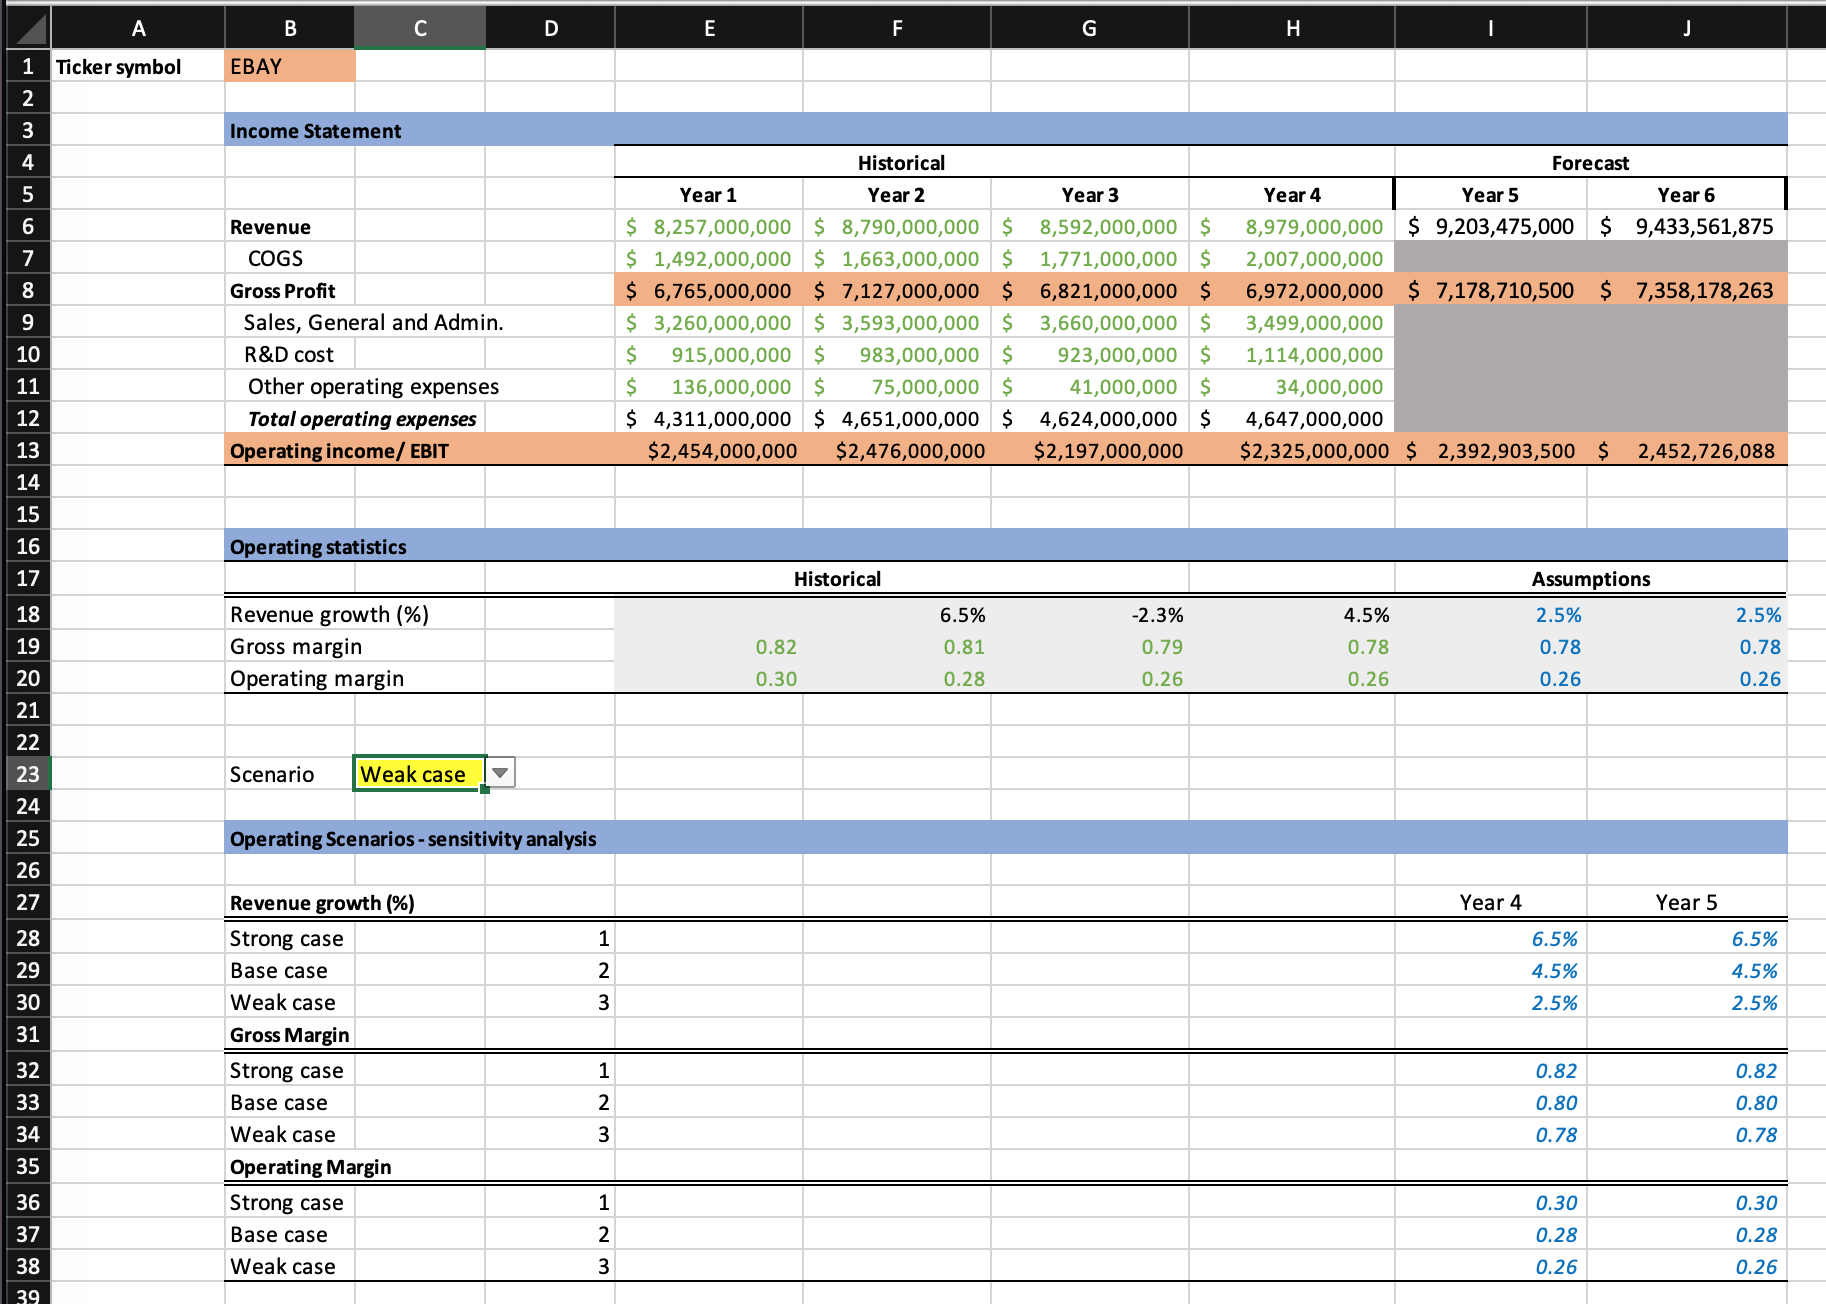 A B C D E F G H I J
1 Ticker symbol EBAY
2
3 Income Statement
4 Historical Forecast
5 Year 1 Year 2 Year 3 Year 4 Year 5 Year 6
6 Revenue $ 8,257,000,000 $ 8,790,000,000 $ 8,592,000,000 $ 8,979,000,000 $ 9,203,475,000 $ 9,433,561,875
7 COGS $ 1,492,000,000 $ 1,663,000,000 $ 1,771,000,000 $ 2,007,000,000
8 Gross Profit $ 6,765,000,000 $ 7,127,000,000 $ 6,821,000,000 $ 6,972,000,000 $ 7,178,710,500 $ 7,358,178,263
9 Sales, General and Admin. $ 3,260,000,000 $ 3,593,000,000 $ 3,660,000,000 $ 3,499,000,000
10 R&D cost $ 915,000,000 $ 983,000,000 $ 923,000,000 $ 1,114,000,000
11 Other operating expenses $ 136,000,000 $ 75,000,000 $ 41,000,000 $ 34,000,000
12 Total operating expenses $ 4,311,000,000 $ 4,651,000,000 $ 4,624,000,000 $ 4,647,000,000
13 Operating income/ EBIT $2,454,000,000 $2,476,000,000 $2,197,000,000 $2,325,000,000 $ 2,392,903,500 $ 2,452,726,088
14
15
16 Operating statistics
17 Historical Assumptions
18 Revenue growth (%) 6.5% -2.3% 4.5% 2.5% 2.5%
19 Gross margin 0.82 0.81 0.79 0.78 0.78 0.78
20 Operating margin 0.30 0.28 0.26 0.26 0.26 0.26
21
22
23 Scenario Weak case
24
25 Operating Scenarios - sensitivity analysis
26
27 Revenue growth (%) Year 4 Year 5
28 Strong case 1 6.5% 6.5%
29 Base case 2 4.5% 4.5%
30 Weak case 3 2.5% 2.5%
31 Gross Margin
32 Strong case 1 0.82 0.82
33 Base case 2 0.80 0.80
34 Weak case 3 0.78 0.78
35 Operating Margin
36 Strong case 1 0.30 0.30
37 Base case 2 0.28 0.28
38 Weak case 3 0.26 0.26
39